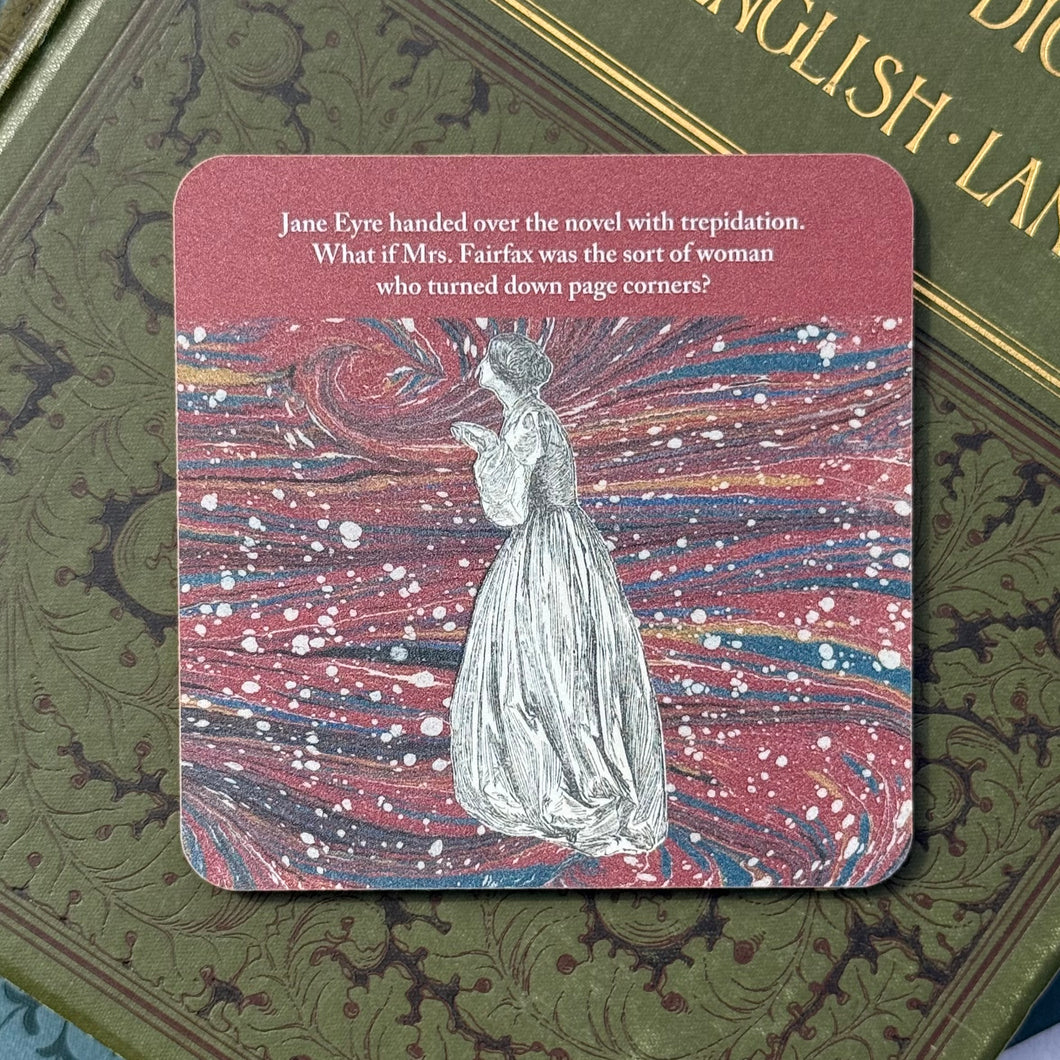 ENGLISH · LAN
Jane Eyre handed over the novel with trepidation.
What if Mrs. Fairfax was the sort of woman
who turned down page corners?